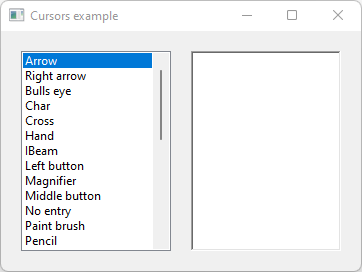 Cursors example
Arrow
Right arrow
Bulls eye
Char
Cross
Hand
IBeam
Left button
Magnifier
Middle button
No entry
Paint brush
Pencil